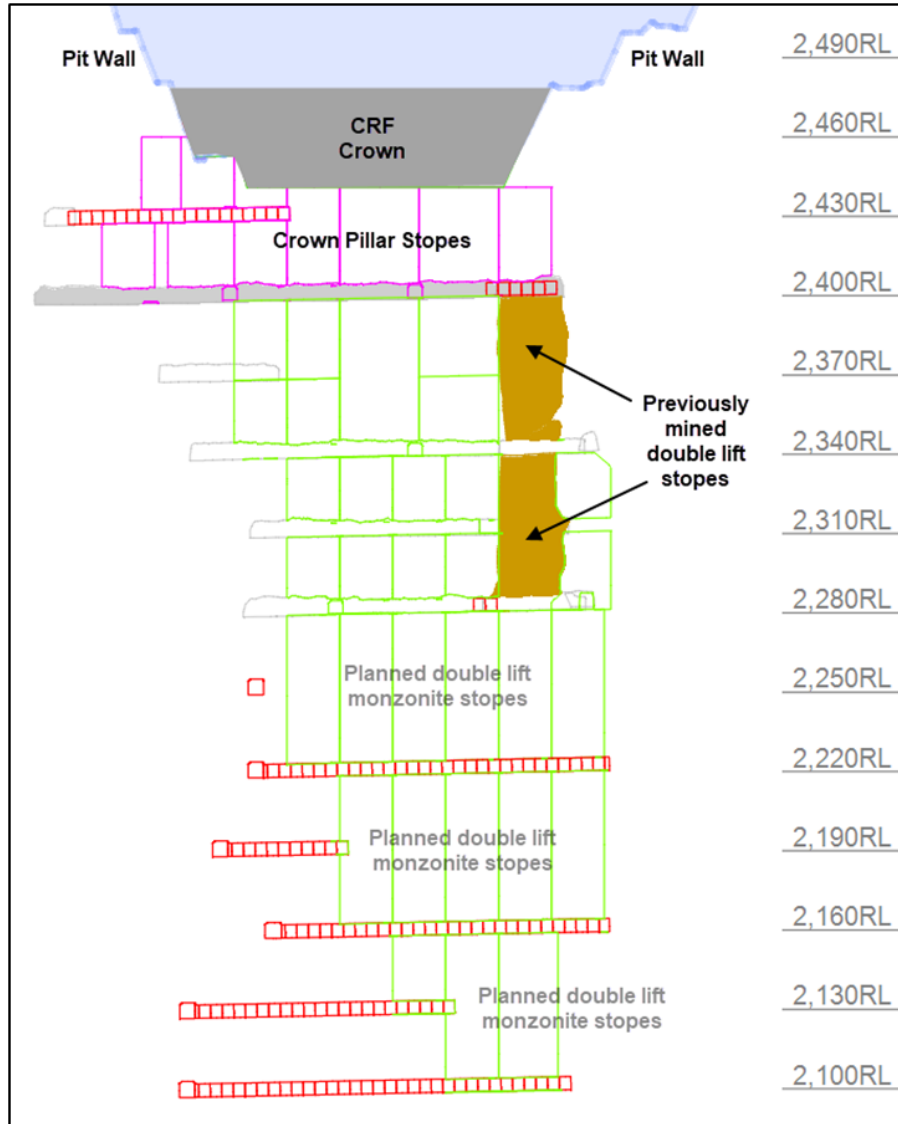 Pit Wall
Pit Wall
2,490RL
CRF
Crown
2,460RL
2,430RL
Crown Pillar Stopes
2,400RL
2,370RL
Previously
mined
double lift
stopes
2,340RL
2,310RL
2,280RL
Planned double lift
monzonite stopes
2,250RL
2,220RL
Planned double lift
monzonite stopes
2,190RL
2,160RL
Planned double lift
monzonite stopes
2,130RL
2,100RL